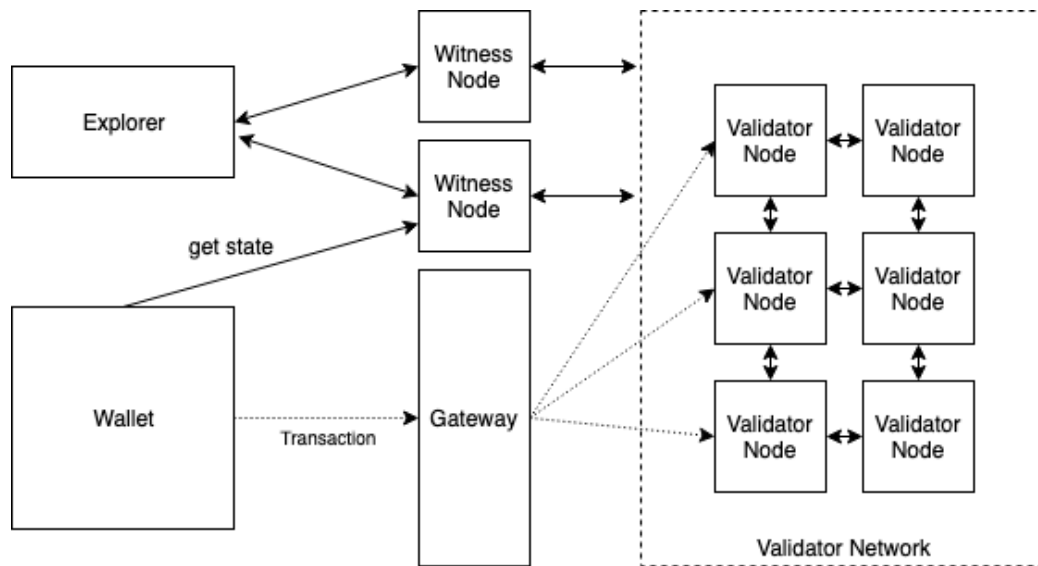 Explorer
Witness
Node
Witness
Node
get state
Wallet
Transaction
Gateway
Validator
Node
Validator
Node
Validator
Node
Validator
Node
Validator
Node
Validator
Node
Validator Network